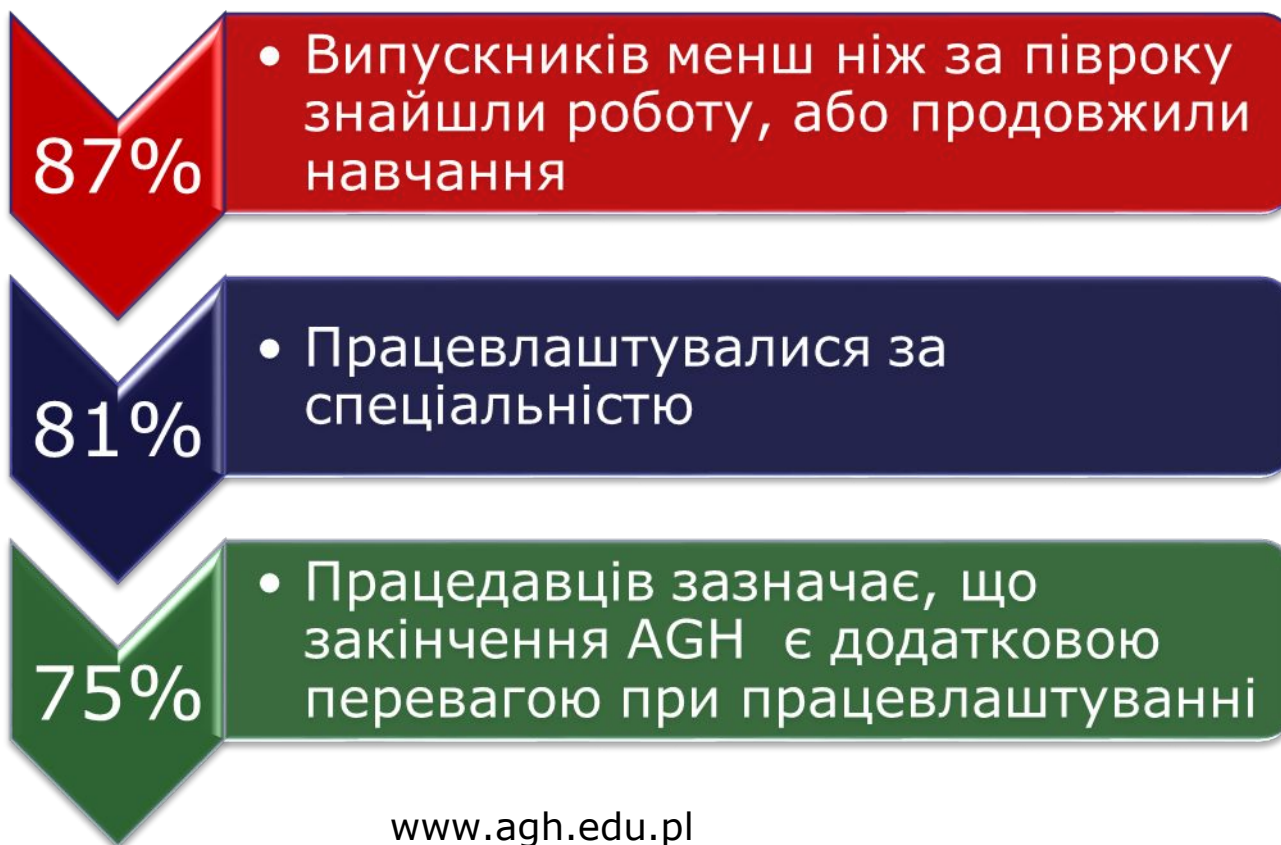 87%
• Випускників менш ніж за півроку
знайшли роботу, або продовжили
навчання
81%
• Працевлаштувалися за
спеціальністю
75%
• Працедавців зазначає, що
закінчення AGH є додатковою
перевагою при працевлаштуванні
www.agh.edu.pl